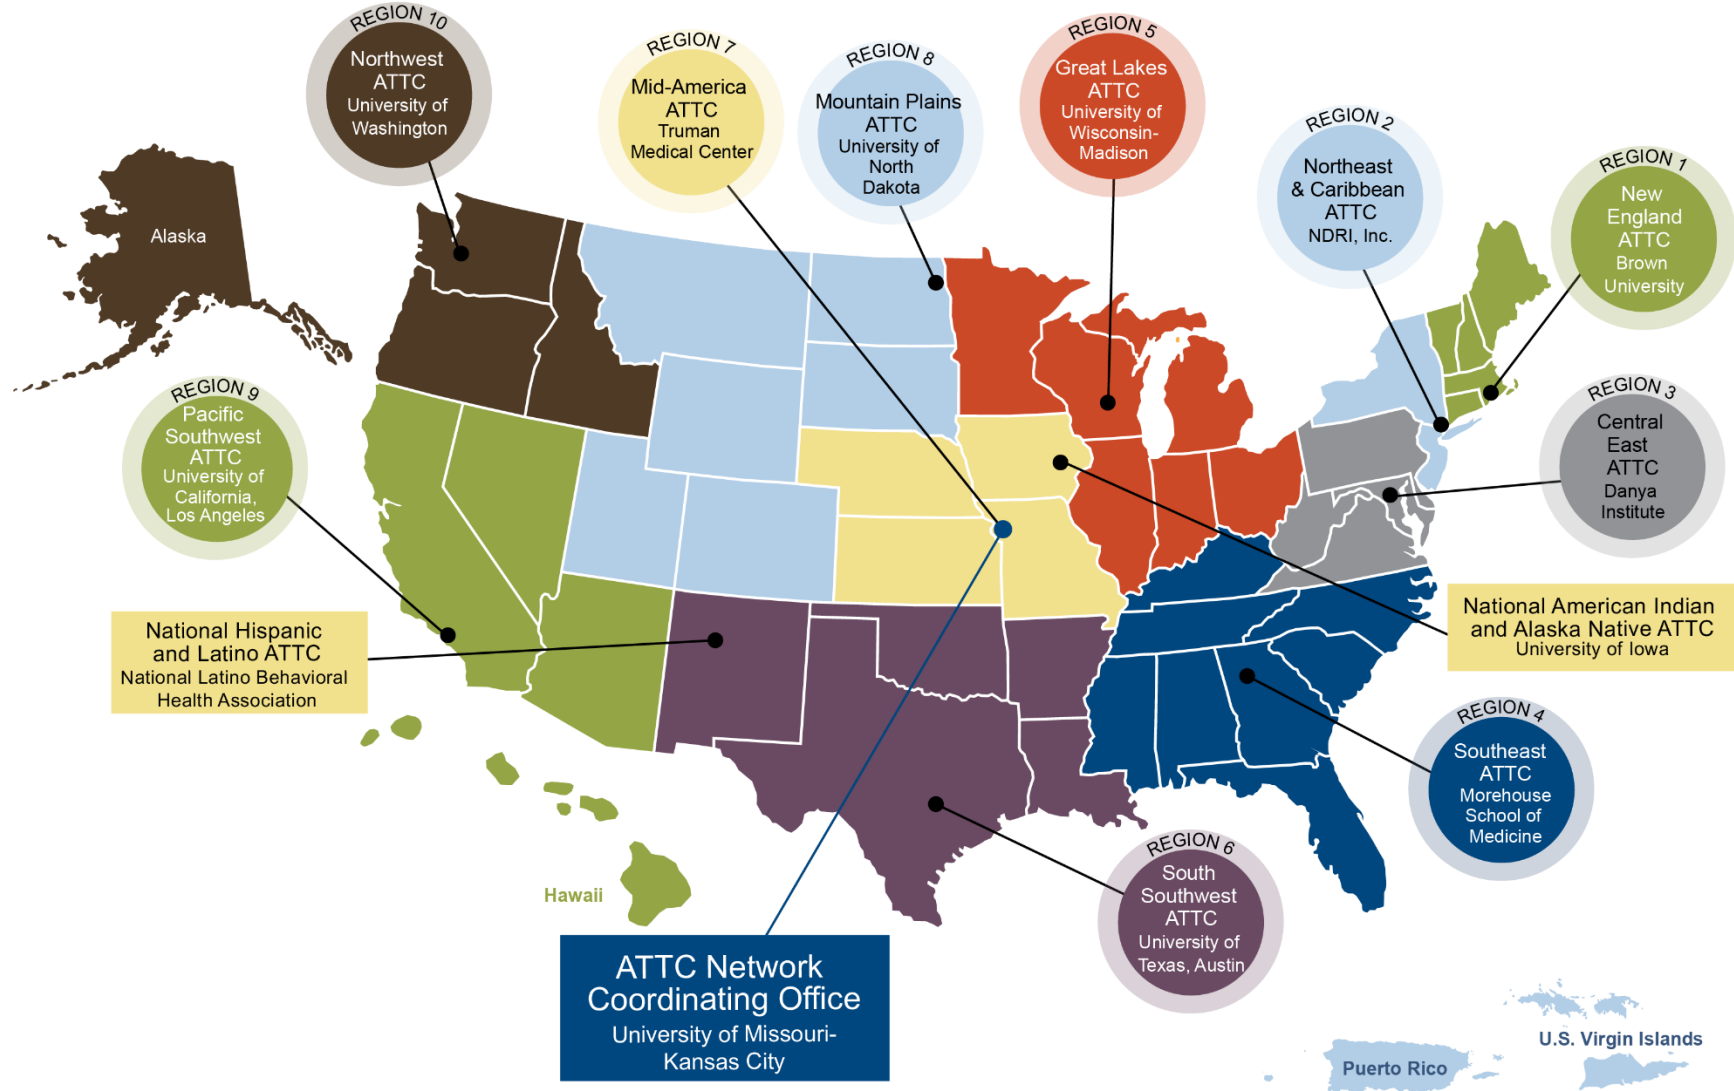 REGION 10
Northwest
ATTC
University of
Washington
REGION 7
Mid-America
ATTC
Truman
Medical Center
REGION 8
Mountain Plains
ATTC
University of
North
Dakota
REGION 5
Great Lakes
ATTC
University of
Wisconsin-
Madison
REGION 2
Northeast
& Caribbean
ATTC
NDRI, Inc.
REGION 1
New
England
ATTC
Brown
University
Alaska
REGION 9
Pacific
Southwest
ATTC
University of
California,
Los Angeles
REGION 3
Central
East
ATTC
Danya
Institute
National Hispanic
and Latino ATTC
National Latino Behavioral
Health Association
National American Indian
and Alaska Native ATTC
University of Iowa
REGION 4
Southeast
ATTC
Morehouse
School of
Medicine
REGION 6
South
Southwest
ATTC
University of
Texas, Austin
Hawaii
ATTC Network
Coordinating Office
University of Missouri-
Kansas City
U.S. Virgin Islands
Puerto Rico